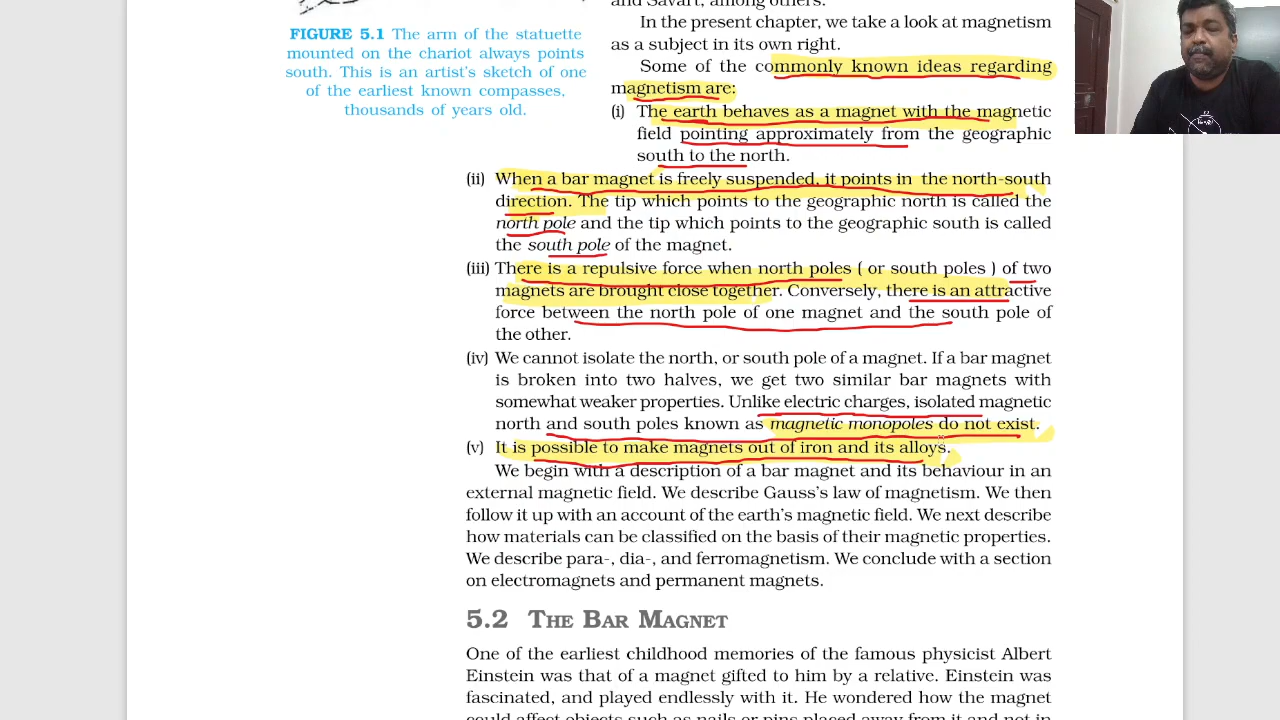 and Savart, among others.
In the present chapter, we take a look at magnetism
as a subject in its own right.
Some of the commonly known ideas regarding
magnetism are:
(i) The earth behaves as a magnet with the magnetic
field pointing approximately from the geographic
south to the north.
FIGURE 5.1 The arm of the statuette
mounted on the chariot always points
south. This is an artist's sketch of one
of the earliest known compasses,
thousands of years old.
(ii) When a bar magnet is freely suspended, it points in the north-south
direction. The tip which points to the geographic north is called the
north pole and the tip which points to the geographic south is called
the south pole of the magnet.
(iii) There is a repulsive force when north poles ( or south poles ) of two
magnets are brought close together. Conversely, there is an attractive
force between the north pole of one magnet and the south pole of
the other.
(iv) We cannot isolate the north, or south pole of a magnet. If a bar magnet
is broken into two halves, we get two similar bar magnets with
somewhat weaker properties. Unlike electric charges, isolated magnetic
north and south poles known as magnetic monopoles do not exist.
(v) It is possible to make magnets out of iron and its alloys.
We begin with a description of a bar magnet and its behaviour in an
external magnetic field. We describe Gauss's law of magnetism. We then
follow it up with an account of the earth's magnetic field. We next describe
how materials can be classified on the basis of their magnetic properties.
We describe para-, dia-, and ferromagnetism. We conclude with a section
on electromagnets and permanent magnets.
5.2 THE BAR MAGNET
One of the earliest childhood memories of the famous physicist Albert
Einstein was that of a magnet gifted to him by a relative. Einstein was
fascinated, and played endlessly with it. He wondered how the magnet
could affect objects such as nails or pins placed away from it and not in